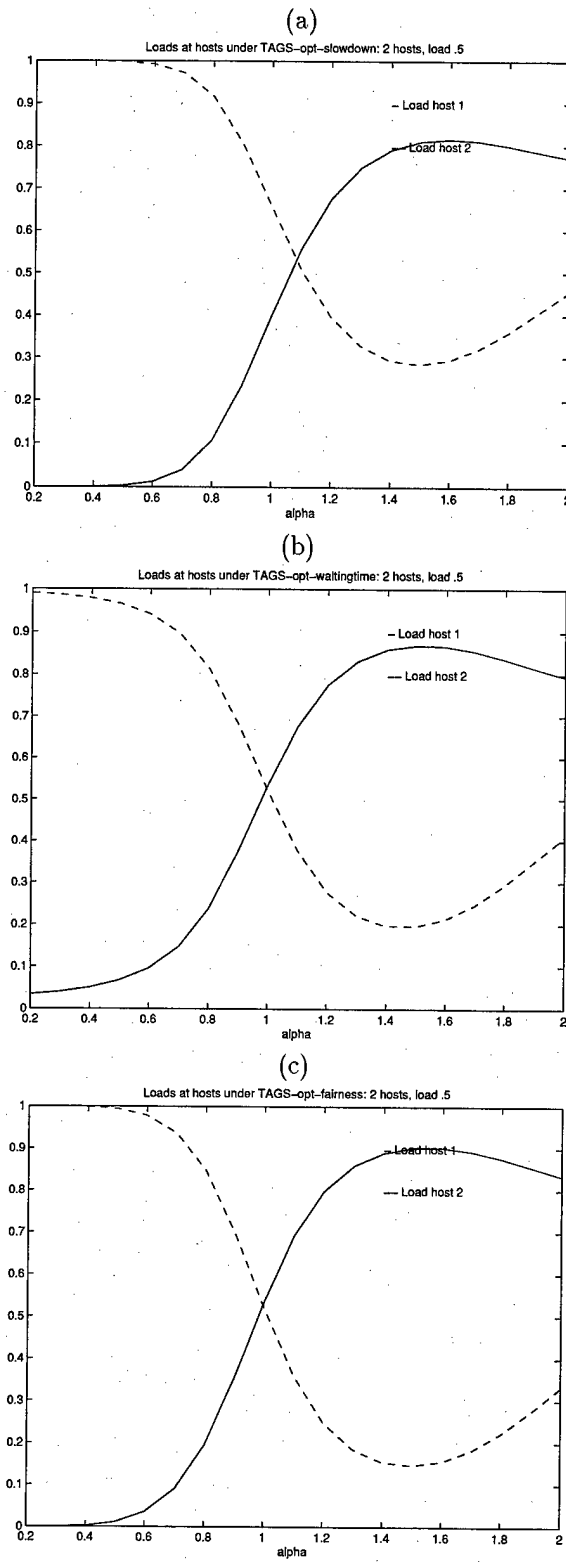 (a)
Loads at hosts under TAGS-opt-slowdown: 2 hosts, load .5
1
0.9
Load host 1
0.8
Load host 2
0.7
0.6
0.5
0.4
0.3
0.2
0.1
0
0.2 0.4 0.6 0.8 1 1.2 1.4 1.6 1.8 2
alpha
(b)
Loads at hosts under TAGS-opt-waitingtime: 2 hosts, load .5
1
0.9
Load host 1
0.8
Load host 2
0.7
0.6
0.5
0.4
0.3
0.2
0.1
0
0.2 0.4 0.6 0.8 1 1.2 1.4 1.6 1.8 2
alpha
(c)
Loads at hosts under TAGS-opt-fairness: 2 hosts, load .5
1
0.9
Load host 1
0.8
Load host 2
0.7
0.6
0.5
0.4
0.3
0.2
0.1
0
0.2 0.4 0.6 0.8 1 1.2 1.4 1.6 1.8 2
alpha